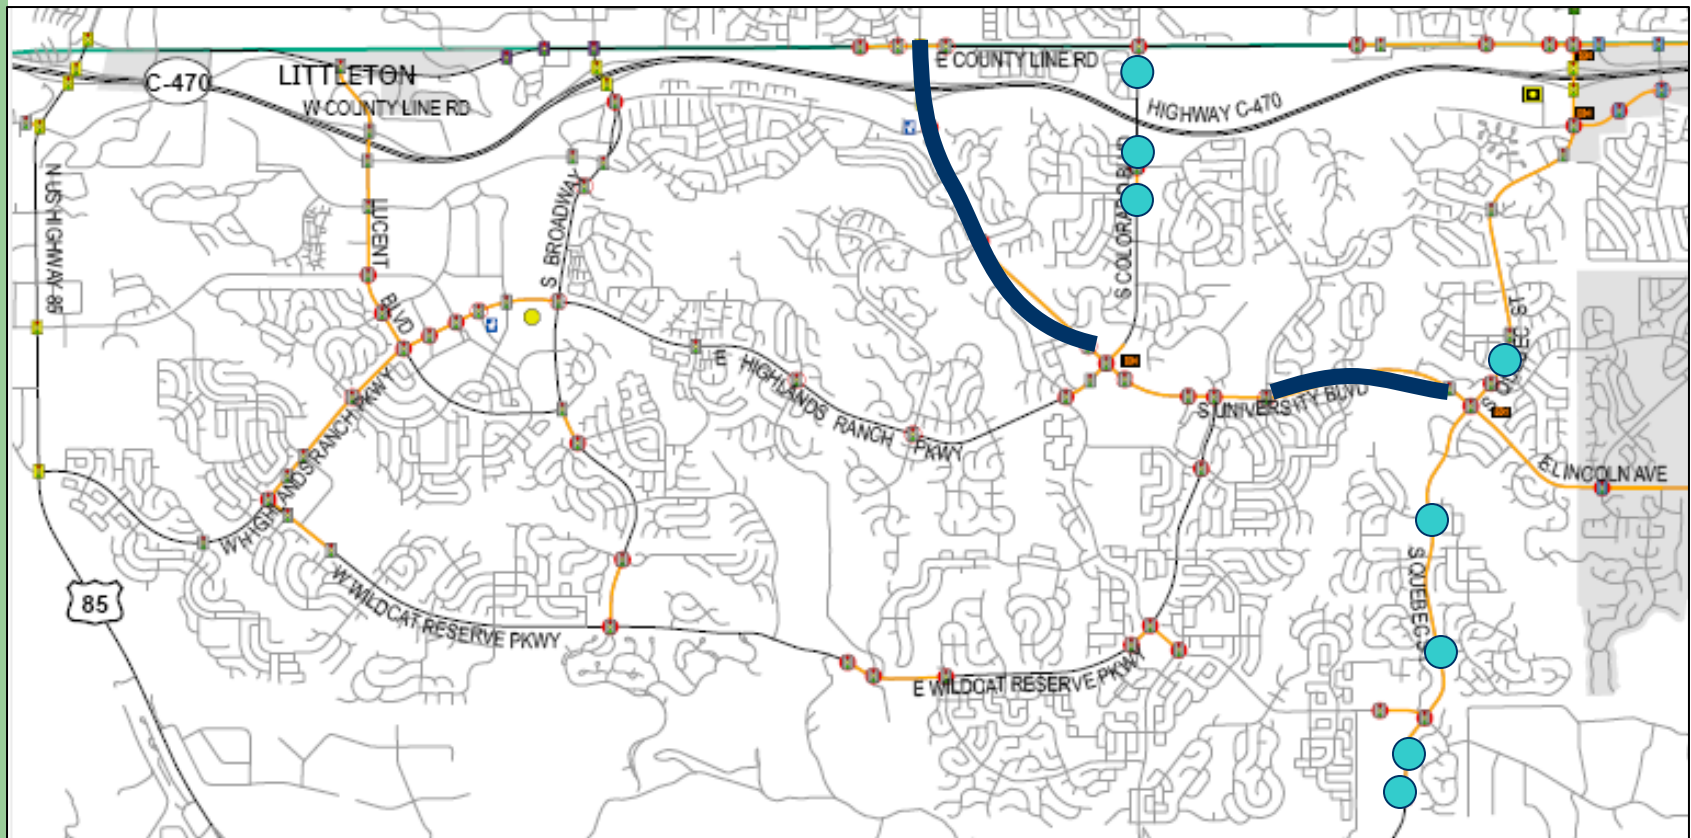 E COUNTY LINE RD
LITTLETON
C-470
W COUNTY LINE RD
HIGHWAY C-470
N US HIGHWAY 85
LUCENT
BLVD
S BROADWAY
S COLORADO BLVD
E HIGHLANDS RANCH PKWY
S UNIVERSITY BLVD
E LINCOLN AVE
W HIGHLANDS RANCH PKWY
85
W WILDCAT RESERVE PKWY
E WILDCAT RESERVE PKWY
S QUEBEC